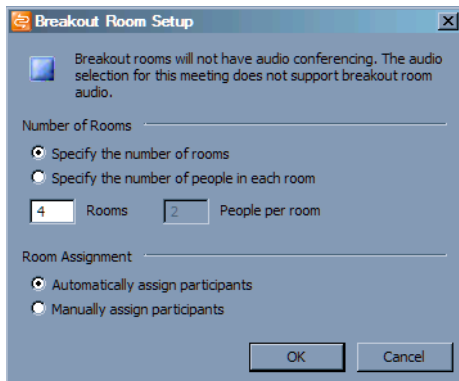 Breakout Room Setup
Breakout rooms will not have audio conferencing. The audio
selection for this meeting does not support breakout room
audio.
Number of Rooms
Specify the number of rooms
Specify the number of people in each room
4 Rooms 2 People per room
Room Assignment
Automatically assign participants
Manually assign participants
OK Cancel